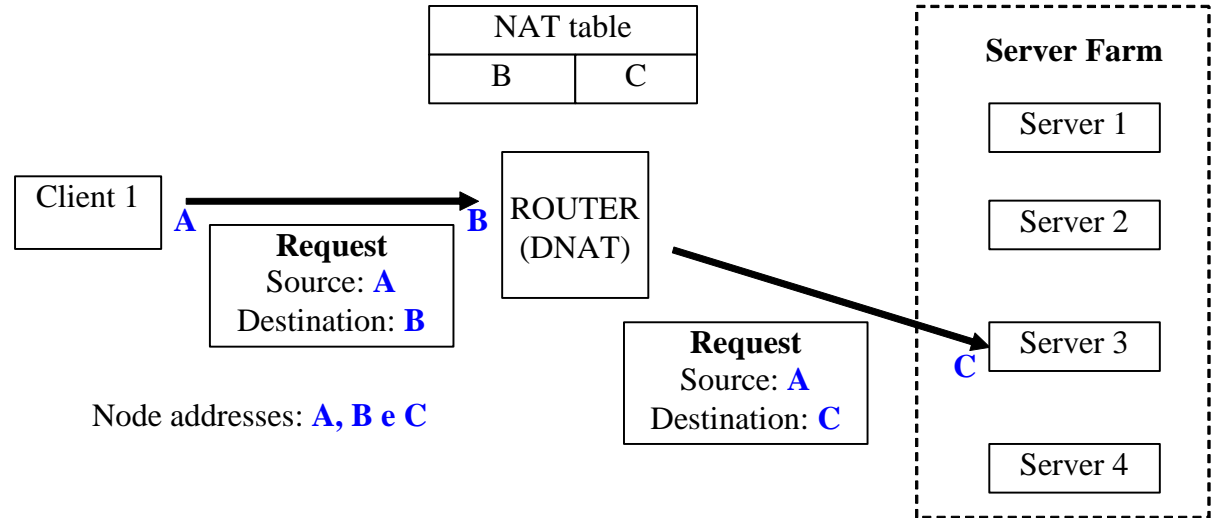 NAT table
B C
Server Farm
Server 1
Client 1
A
B
ROUTER
(DNAT)
Server 2
Request
Source: A
Destination: B
Request
Source: A
Destination: C
C
Server 3
Node addresses: A, B e C
Server 4